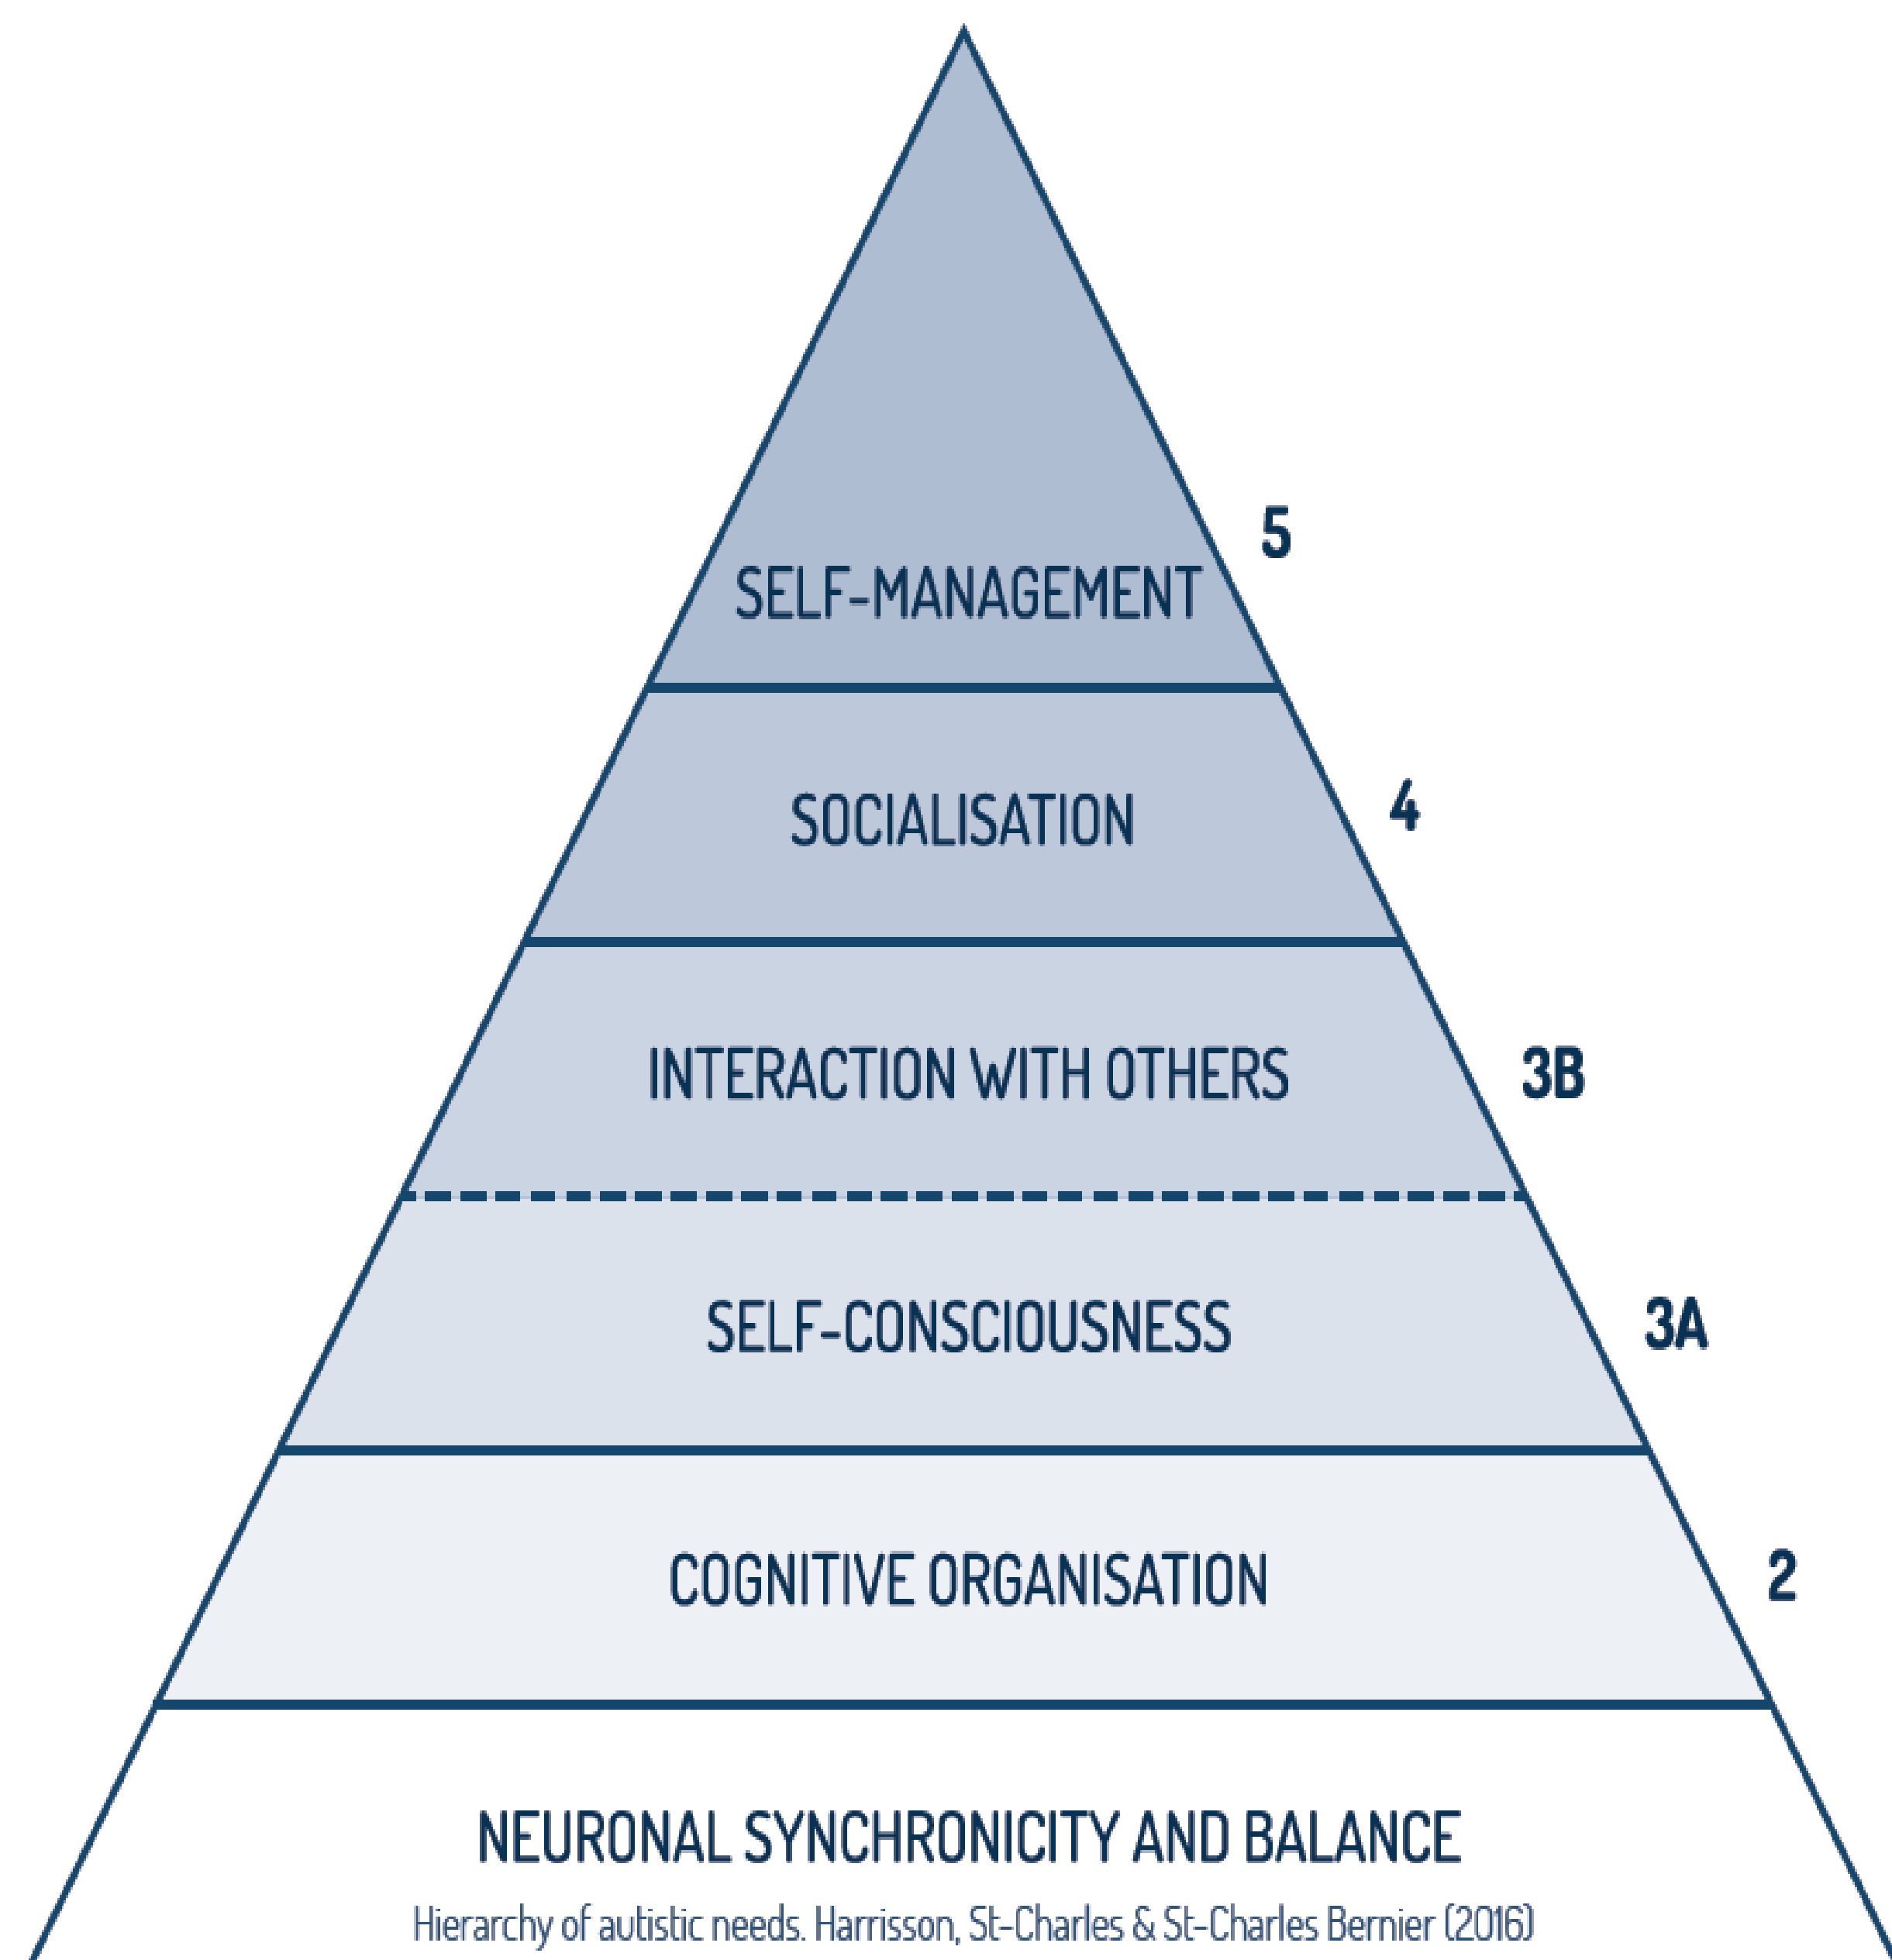 5
SELF-MANAGEMENT
4
SOCIALISATION
3B
INTERACTION WITH OTHERS
3A
SELF-CONSCIOUSNESS
2
COGNITIVE ORGANISATION
NEURONAL SYNCHRONICITY AND BALANCE
Hierarchy of autistic needs. Harrisson, St-Charles & St-Charles Bernier (2016)